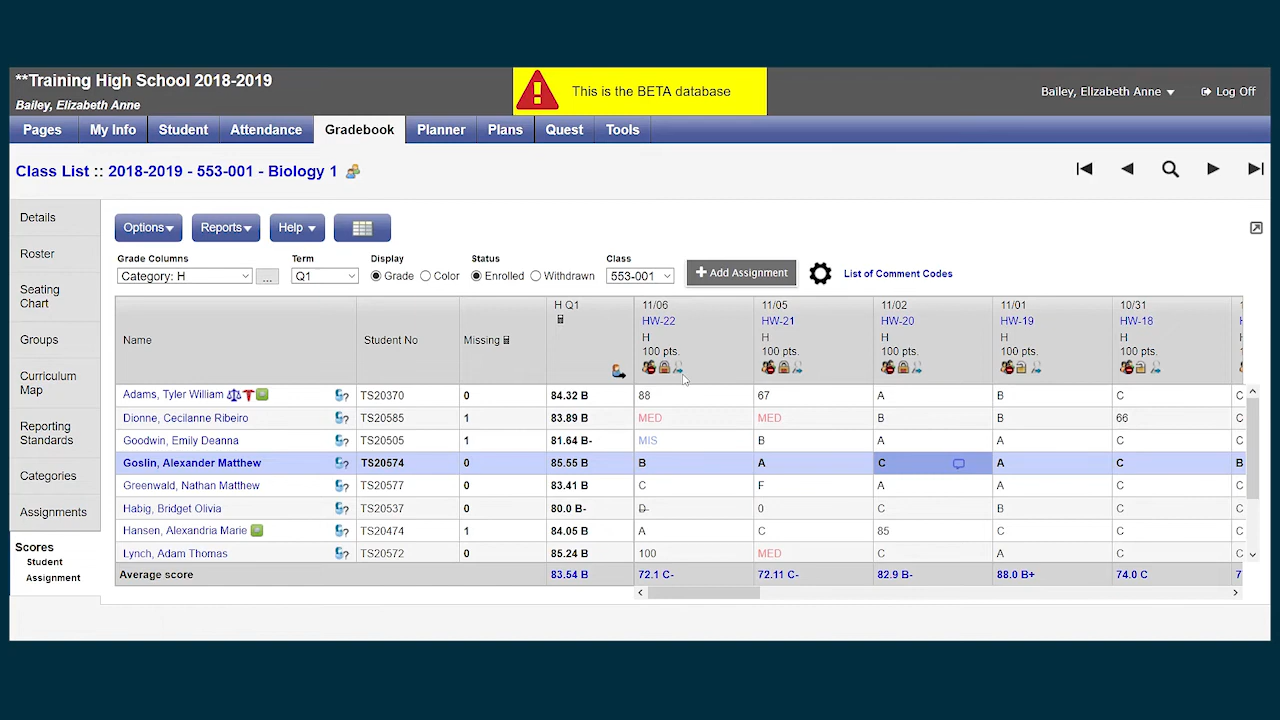 **Training High School 2018-2019
Bailey, Elizabeth Anne
This is the BETA database
Bailey, Elizabeth Anne
Log Off
Pages My Info Student Attendance Gradebook Planner Plans Quest Tools
Class List :: 2018-2019 - 553-001 - Biology 1
Details
Roster
Seating
Chart
Groups
Curriculum
Map
Reporting
Standards
Categories
Assignments
Scores
Student
Assignment
Options Reports Help
Grade Columns Term Display Status Class
Category: H ... Q1 Grade Color Enrolled Withdrawn 553-001 + Add Assignment List of Comment Codes
H Q1 11/06 11/05 11/02 11/01 10/31 1
HW-22 HW-21 HW-20 HW-19 HW-18 H
Name Student No Missing H H H H H H
100 pts. 100 pts. 100 pts. 100 pts. 100 pts. 1
Adams, Tyler William TS20370 0 84.32 B 88 67 A B C C
Dionne, Cecilanne Ribeiro TS20585 1 83.89 B MED MED B B 66 C
Goodwin, Emily Deanna TS20505 1 81.64 B- MIS B A A C C
Goslin, Alexander Matthew TS20574 0 85.55 B B A C A C B
Greenwald, Nathan Matthew TS20577 0 83.41 B C F A A C C
Habig, Bridget Olivia TS20537 0 80.0 B- D- 0 C B C C
Hansen, Alexandria Marie TS20474 1 84.05 B A C 85 C C C
Lynch, Adam Thomas TS20572 0 85.24 B 100 MED C A C C
Average score 83.54 B 72.1 C- 72.11 C- 82.9 B- 88.0 B+ 74.0 C 7